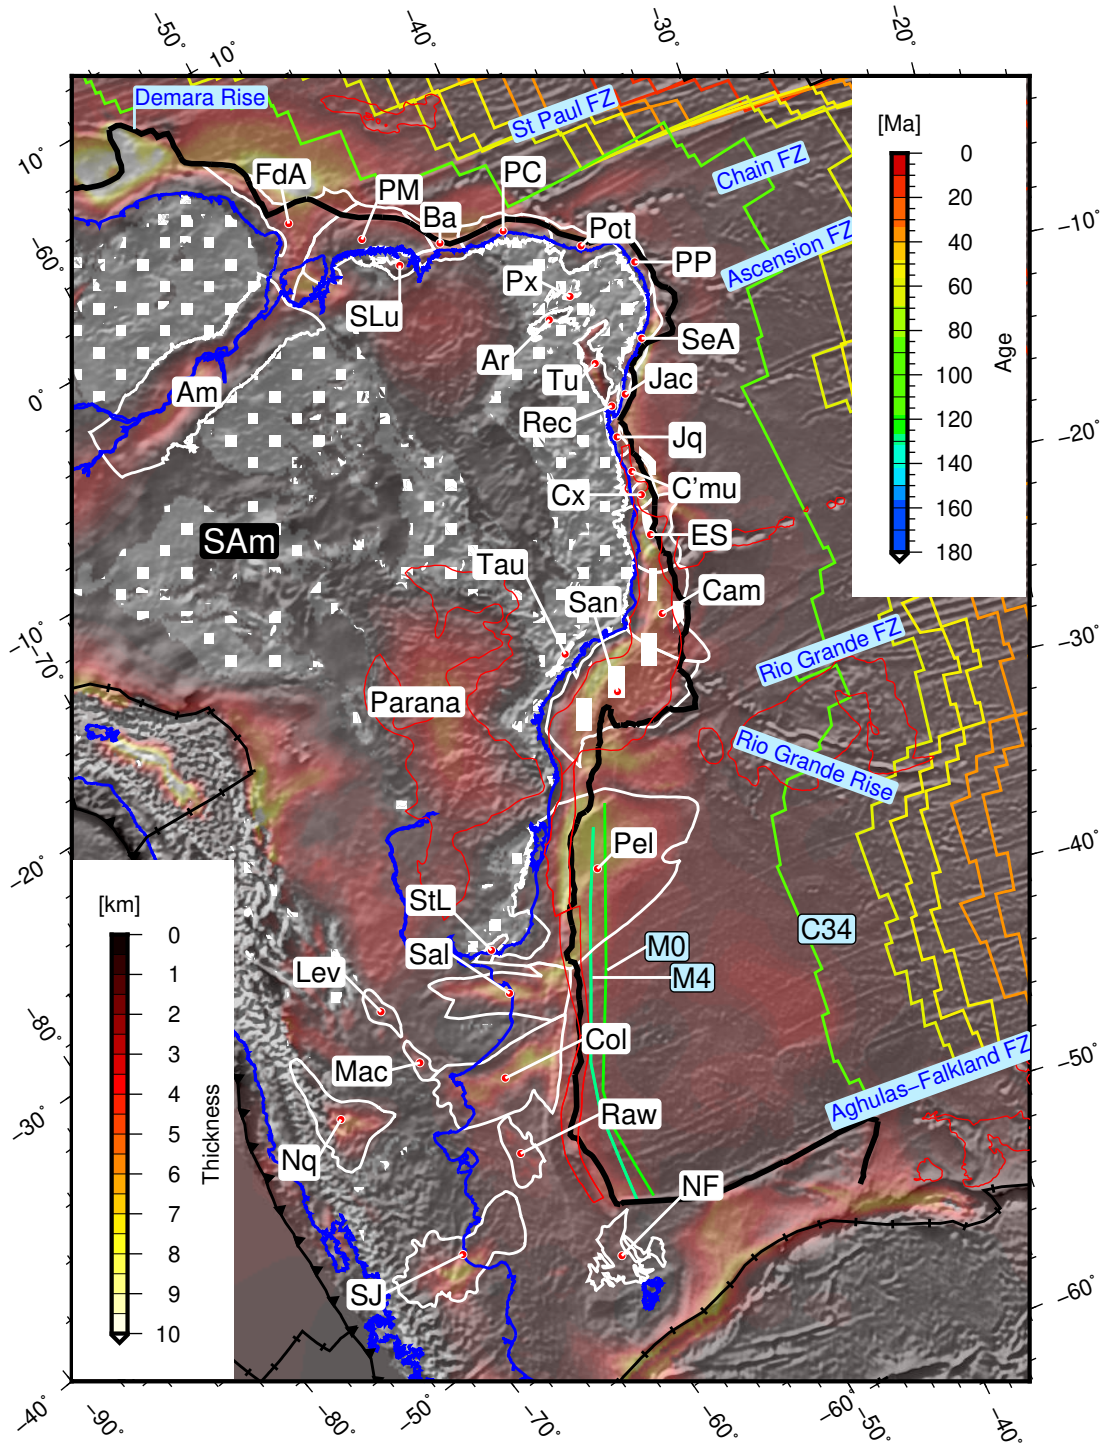 −50°
10°
−40°
−30°
−20°
Demara Rise
St Paul FZ
[Ma]
Chain FZ
10°
FdA
PM
PC
Ba
Pot
0
20
40
60
80
100
120
140
160
180
Age
−10°
Ascension FZ
PP
−60°
Px
SLu
SeA
Ar
Tu
Jac
Am
0°
Rec
Jq
−20°
C'mu
Cx
SAm
ES
Tau
San
Cam
−10°
−70°
−30°
Rio Grande FZ
Parana
Rio Grande Rise
Pel
−40°
−20°
StL
C34
[km]
M0
Sal
M4
Lev
0
1
2
3
4
5
6
7
8
9
10
Thickness
−80°
Col
−50°
Mac
Aghulas−Falkland FZ
−30°
Raw
Nq
NF
SJ
−60°
−40°
−90°
−50°
−70°
−60°
−60°
−50°
−40°